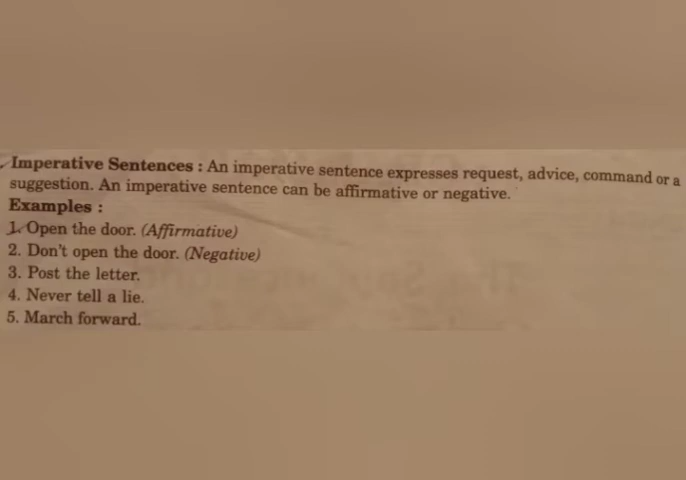 Imperative Sentences : An imperative sentence expresses request, advice, command or a
suggestion. An imperative sentence can be affirmative or negative.
Examples :
1. Open the door. (Affirmative)
2. Don't open the door. (Negative)
3. Post the letter.
4. Never tell a lie.
5. March forward.